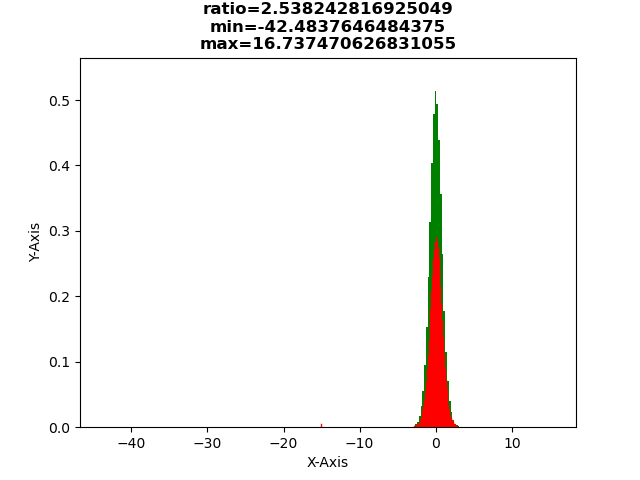 ratio=2.538242816925049
min=-42.4837646484375
max=16.737470626831055
0.5
0.4
0.3
0.2
0.1
0.0
Y-Axis
−40
−30
−20
−10
0
10
X-Axis